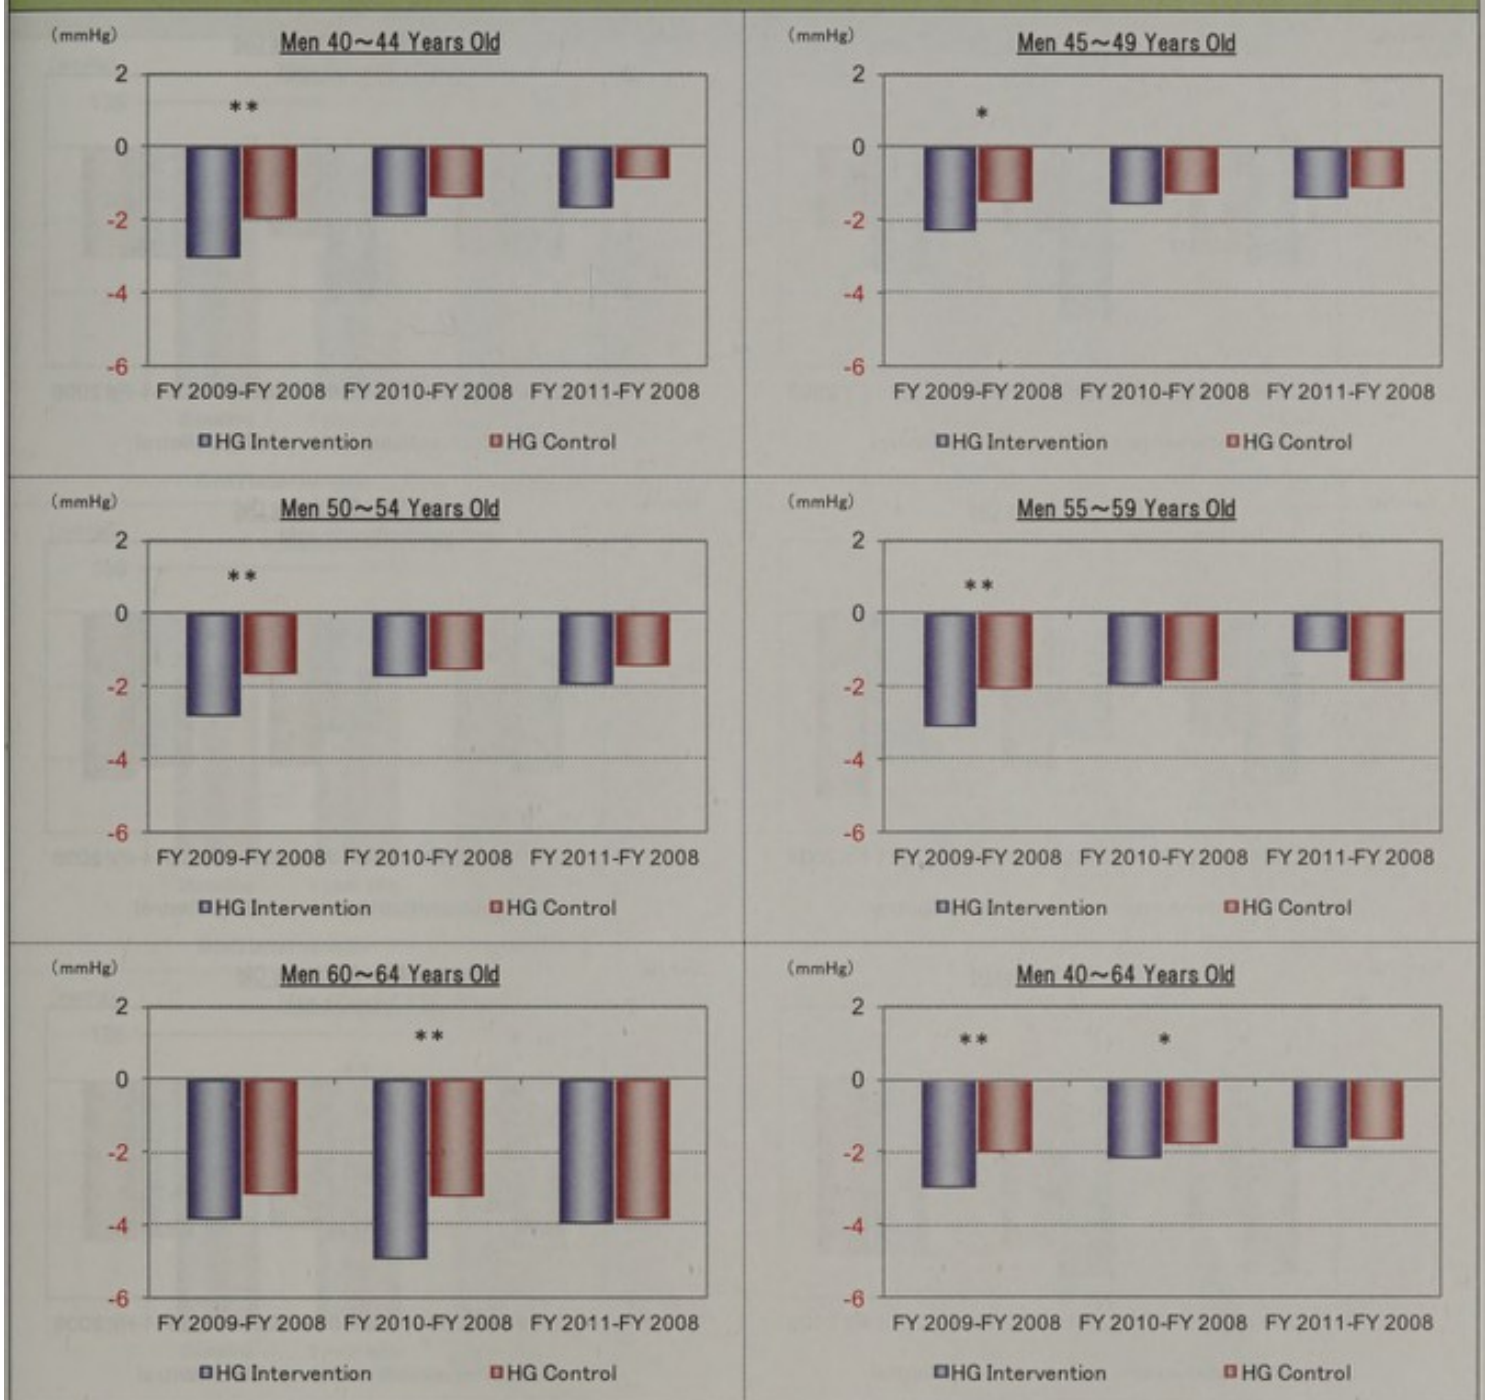 (mmHg)
Men 40～44 Years Old
2
**
0
-2
-4
-6
FY 2009-FY 2008 FY 2010-FY 2008 FY 2011-FY 2008
HG Intervention HG Control
(mmHg)
Men 45～49 Years Old
2
*
0
-2
-4
-6
FY 2009-FY 2008 FY 2010-FY 2008 FY 2011-FY 2008
HG Intervention HG Control
(mmHg)
Men 50～54 Years Old
2
**
0
-2
-4
-6
FY 2009-FY 2008 FY 2010-FY 2008 FY 2011-FY 2008
HG Intervention HG Control
(mmHg)
Men 55～59 Years Old
2
**
0
-2
-4
-6
FY 2009-FY 2008 FY 2010-FY 2008 FY 2011-FY 2008
HG Intervention HG Control
(mmHg)
Men 60～64 Years Old
2
**
0
-2
-4
-6
FY 2009-FY 2008 FY 2010-FY 2008 FY 2011-FY 2008
HG Intervention HG Control
(mmHg)
Men 40～64 Years Old
2
** *
0
-2
-4
-6
FY 2009-FY 2008 FY 2010-FY 2008 FY 2011-FY 2008
HG Intervention HG Control